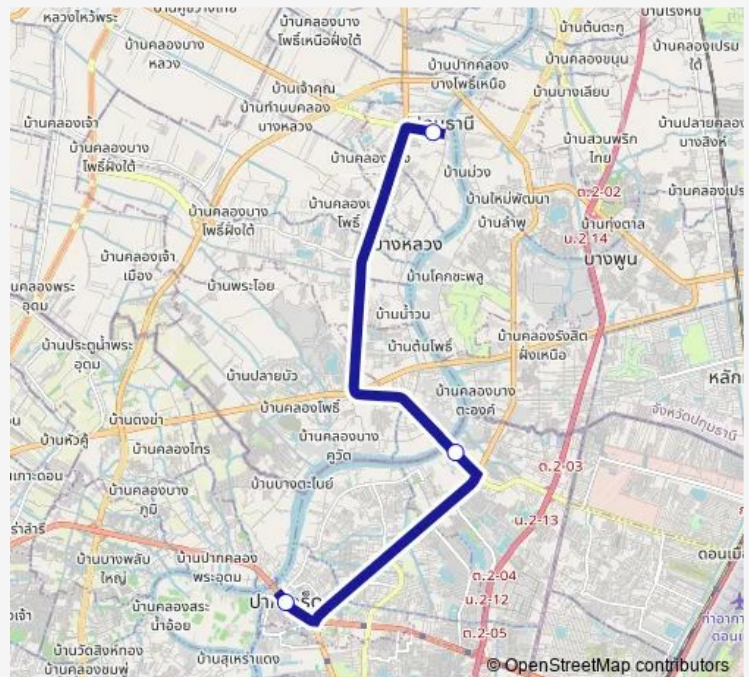 หลวงไหว้พระ
บ้านคลองบาง
โพธิ์เหนือฝั่งใต้
บ้านต้นตะกู
บ้านคลองบาง
หลวง
บ้านปากคลอง
บางโพธิ์เหนือ
บ้านคลองขนุน
บ้านคลองเปรม
ใต้
บ้านเจ้าคุณ
บ้านทำนบคลอง
บางหลวง
บ้านบางเลียบ
บ้านคลองเจ้า
บ้านปลายคลอง
บางสิงห์
บ้านสวนพริก
ไทย
บ้านคลองบาง
โพธิ์ฝั่งใต้
บ้านม่วง
ต.2-02
บ้านใหม่พัฒนา
บ้านคลองบาง
โพธิ์ฝั่งใต้
โพธิ์
บ้านลำพู
บ้านทุ่งตาล
น.2-14
บางหลวง
บางพูน
บ้านคลองเจ้า
เมือง
บ้านโคกชะพลู
บ้านพระโอย
นคลองพระ
อุดม
บ้านน้ำวน
บ้านคลองรังสิต
ฝั่งเหนือ
บ้านประตูน้ำพระ
อุดม
บ้านต้นโพธิ์
บ้านปลายบัว
หลัก
บ้านคลองบาง
ตะองค์
บ้านคลองโพธิ์
บ้านดงข่า
จังหวัดปทุมธานี
บ้านหัวคู้
บ้านคลองไทร
บ้านคลองบาง
คูวัด
ต.2-03
บ้านคลองบาง
ภูมิ
บ้านบางตะไนย์
น.2-13
บ้านบางพลับ
ใหญ่
บ้านปากคลอง
พระอุดม
ดอนเมือ
ต.2-04
น.2-12
บ้านคลองสระ
น้ำอ้อย
ต.2-05
บ้านวัดสิงห์ทอง
บ้านสุเหร่าแดง
บ้านคลองชมพู่
© OpenStreetMap contributors